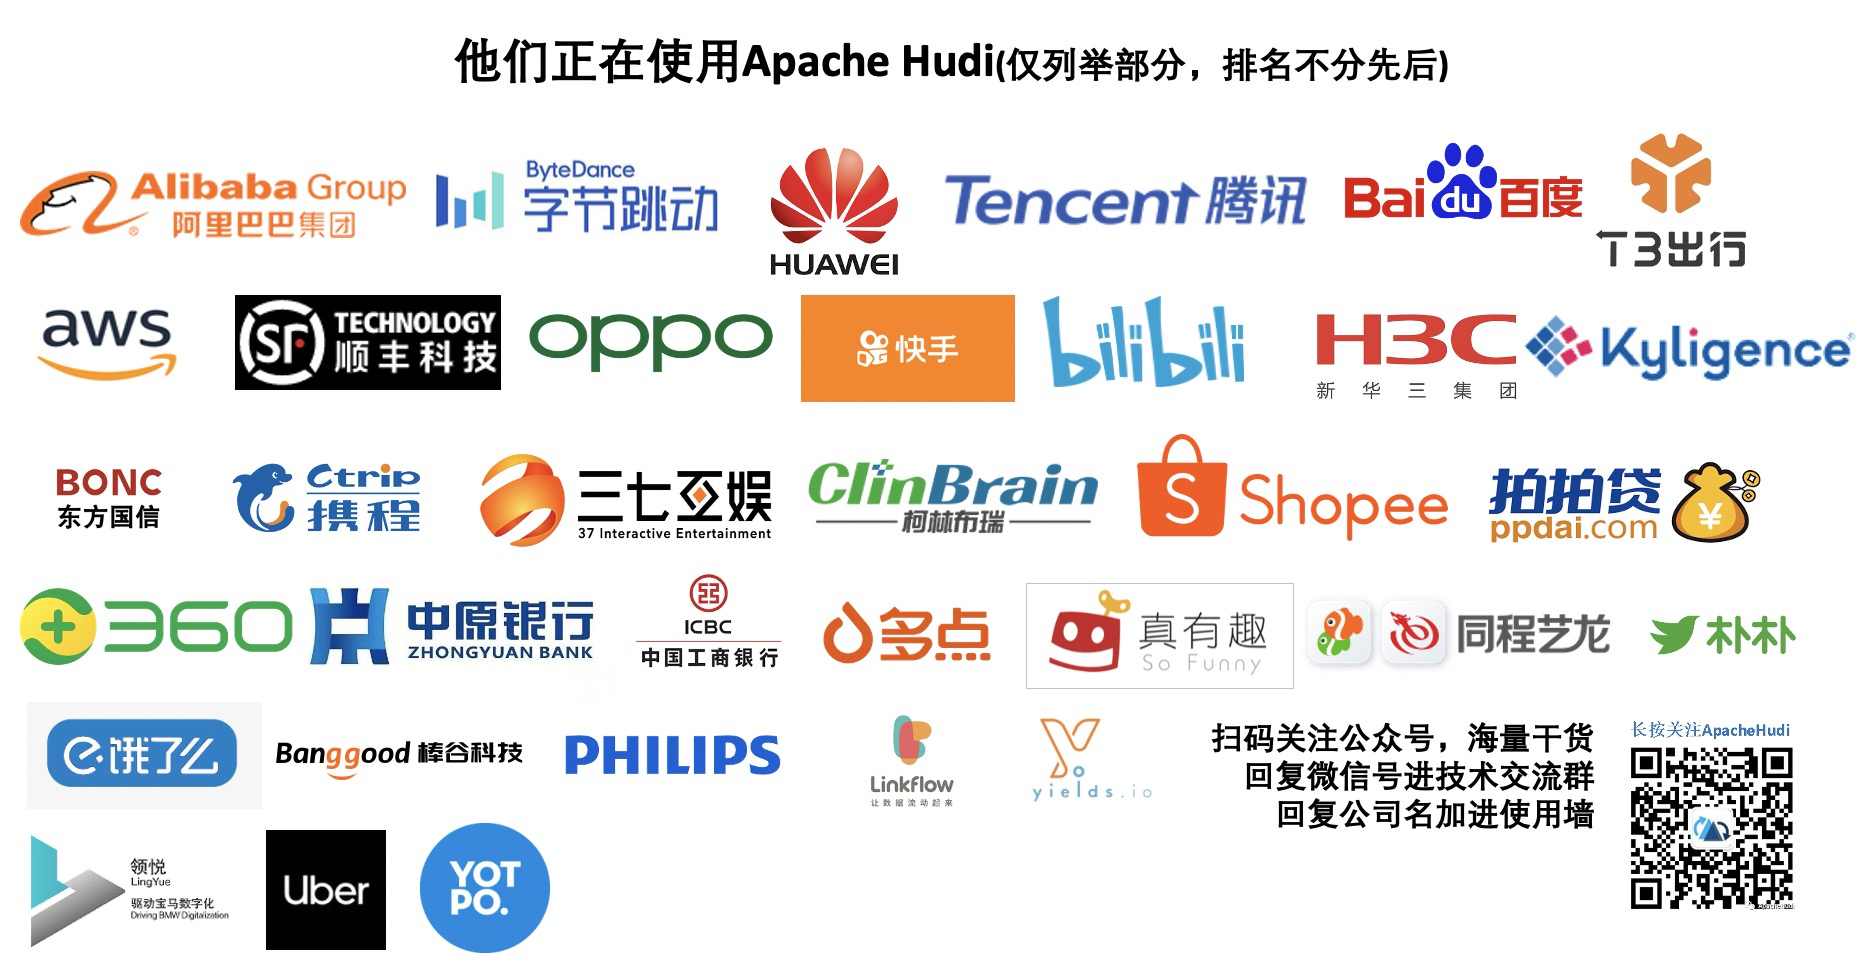 他们正在使用Apache Hudi(仅列举部分，排名不分先后)
Alibaba Group
阿里巴巴集团
ByteDance
字节跳动
HUAWEI
Tencent 腾讯
Baidu百度
T3出行
aws
SF TECHNOLOGY
顺丰科技
oppo
快手
bilibili
H3C
新华三集团
Kyligence
BONC
东方国信
Ctrip
携程
三七互娱
37 Interactive Entertainment
ClinBrain
柯林布瑞
Shopee
拍拍贷
ppdai.com
360
中原银行
ZHONGYUAN BANK
ICBC
中国工商银行
多点
真有趣
So Funny
同程艺龙
朴朴
饿了么
Banggood 棒谷科技
PHILIPS
Linkflow
让数据流动起来
yields.io
扫码关注公众号，海量干货
回复微信号进技术交流群
回复公司名加进使用墙
长按关注ApacheHudi
领悦
LingYue
驱动宝马数字化
Driving BMW Digitalization
Uber
YOT
PO.